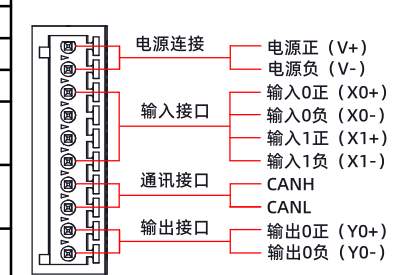 电源连接
电源正（V+）
电源负（V-）
输入接口
输入0正（X0+）
输入0负（X0-）
输入1正（X1+）
输入1负（X1-）
通讯接口
CANH
CANL
输出接口
输出0正（Y0+）
输出0负（Y0-）